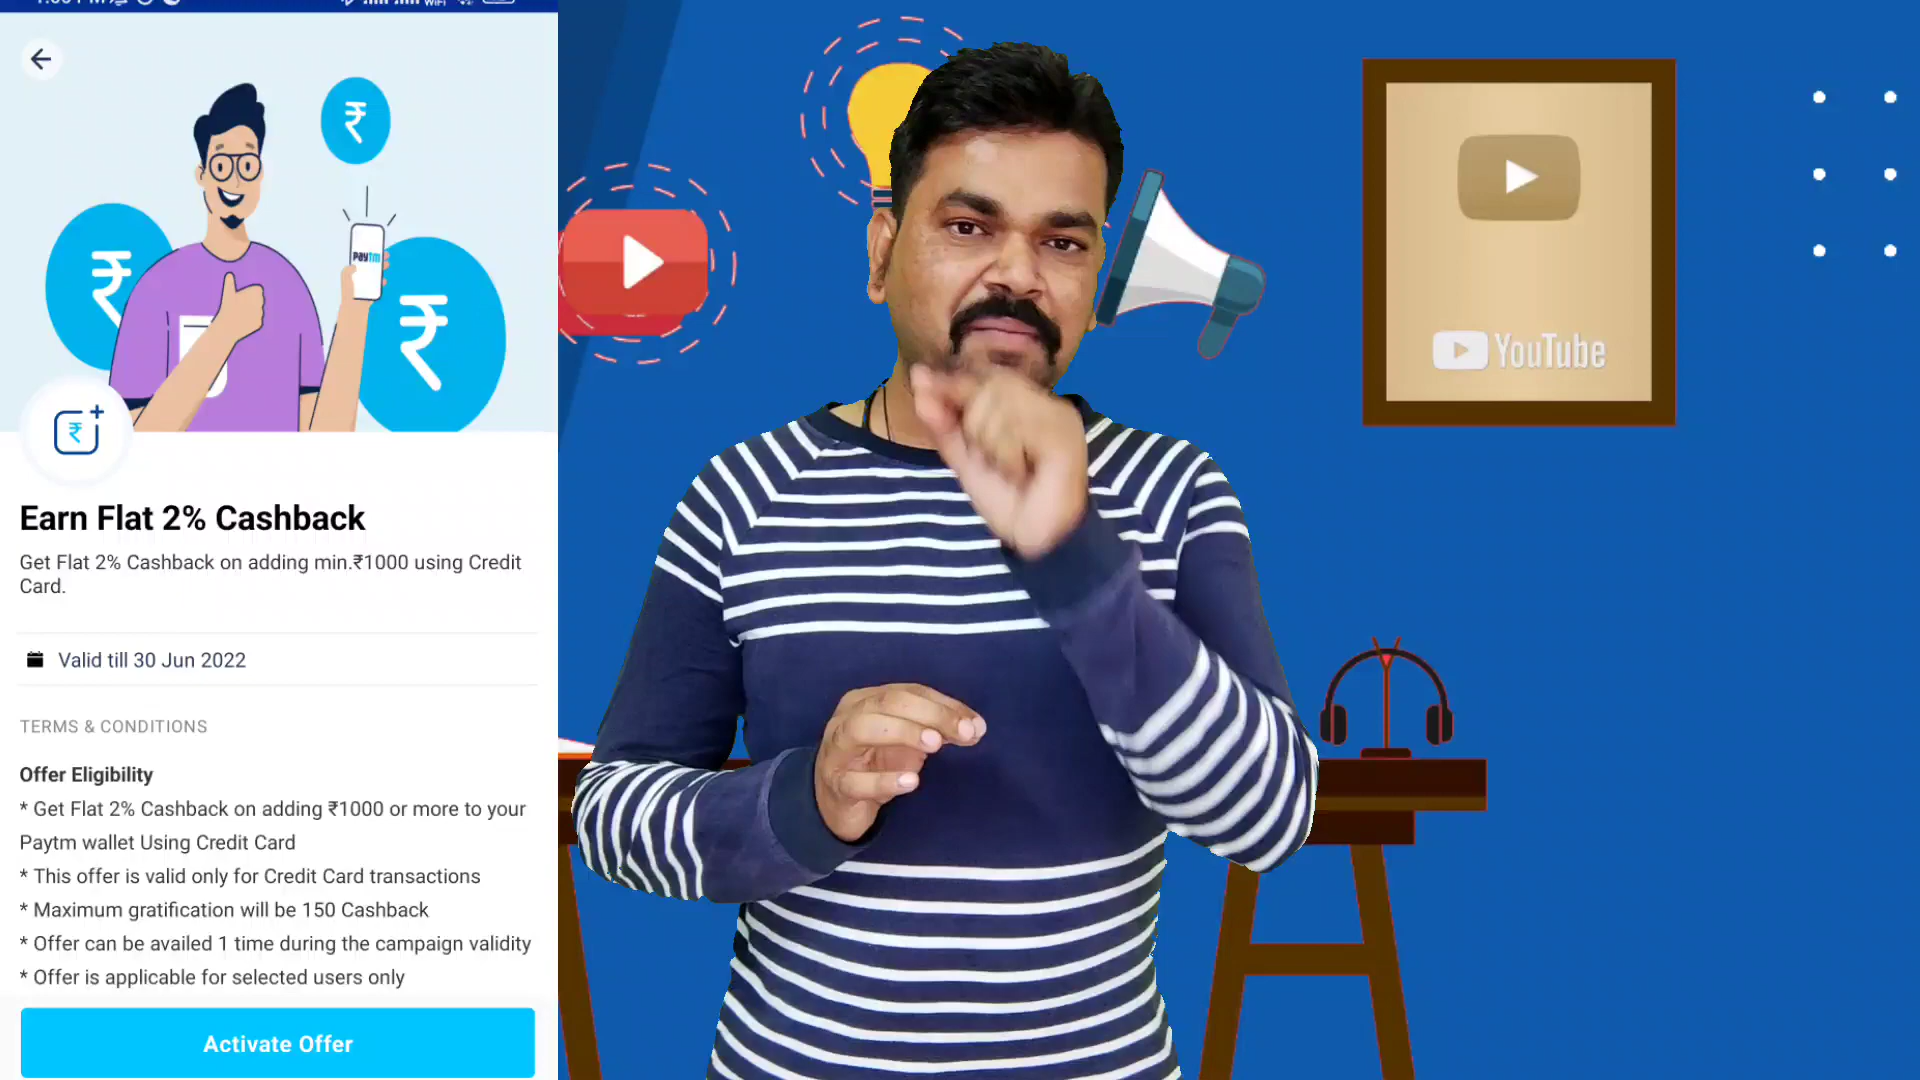 Paytm
Earn Flat 2% Cashback
Get Flat 2% Cashback on adding min.₹1000 using Credit
Card.
Valid till 30 Jun 2022
TERMS & CONDITIONS
Offer Eligibility
* Get Flat 2% Cashback on adding ₹1000 or more to your
Paytm wallet Using Credit Card
* This offer is valid only for Credit Card transactions
* Maximum gratification will be 150 Cashback
* Offer can be availed 1 time during the campaign validity
* Offer is applicable for selected users only
Activate Offer
YouTube